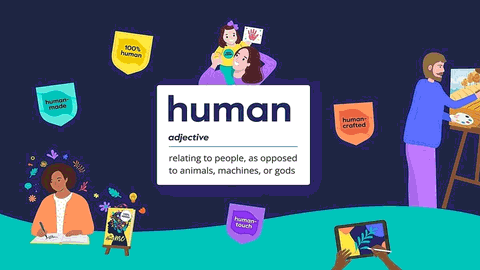 100%
human
human-
made
human
adjective
relating to people, as opposed
to animals, machines, or gods
human-
crafted
human-
touch